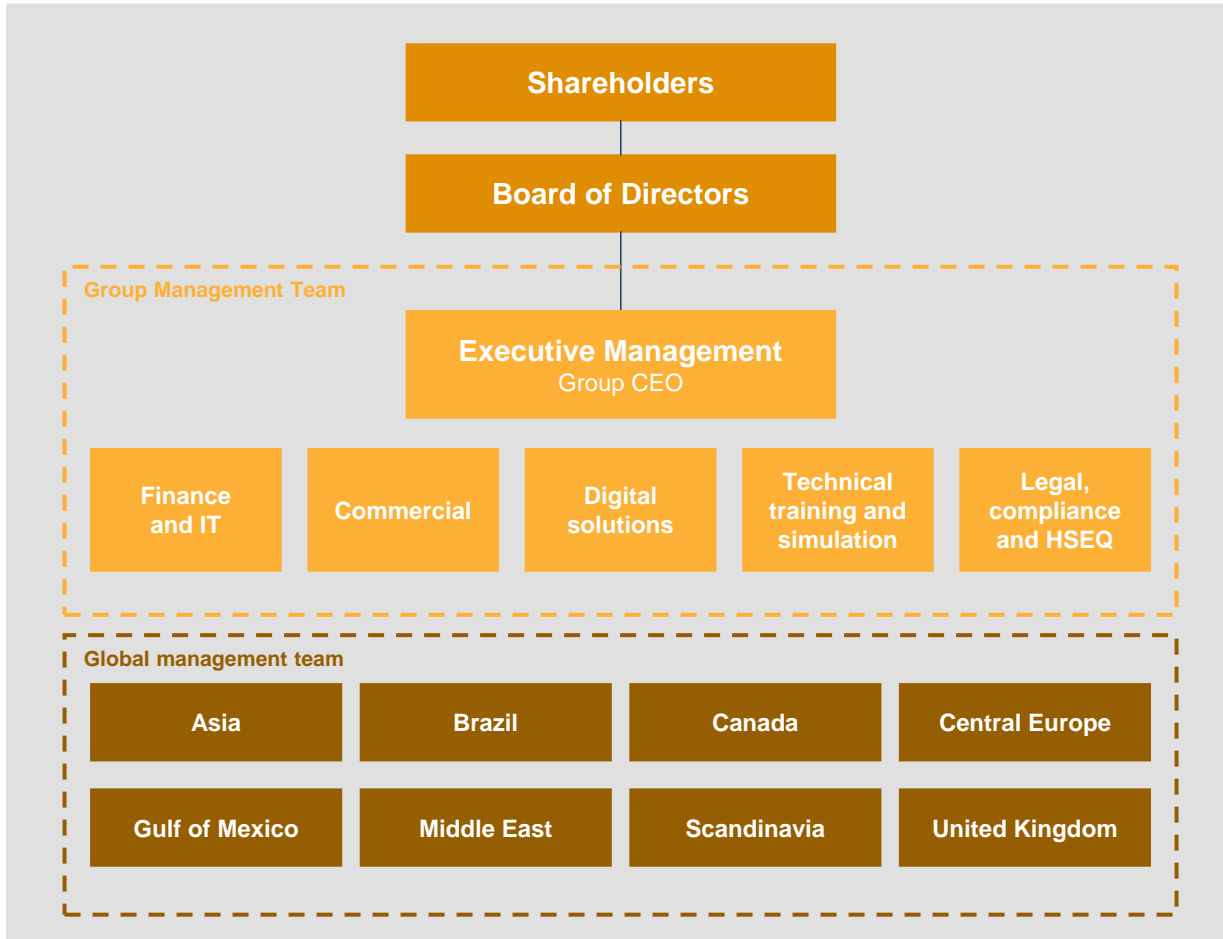 Shareholders
Board of Directors
Group Management Team
Executive Management
Group CEO
Finance
and IT
Commercial
Digital
solutions
Technical
training and
simulation
Legal,
compliance
and HSEQ
Global management team
Asia
Brazil
Canada
Central Europe
Gulf of Mexico
Middle East
Scandinavia
United Kingdom